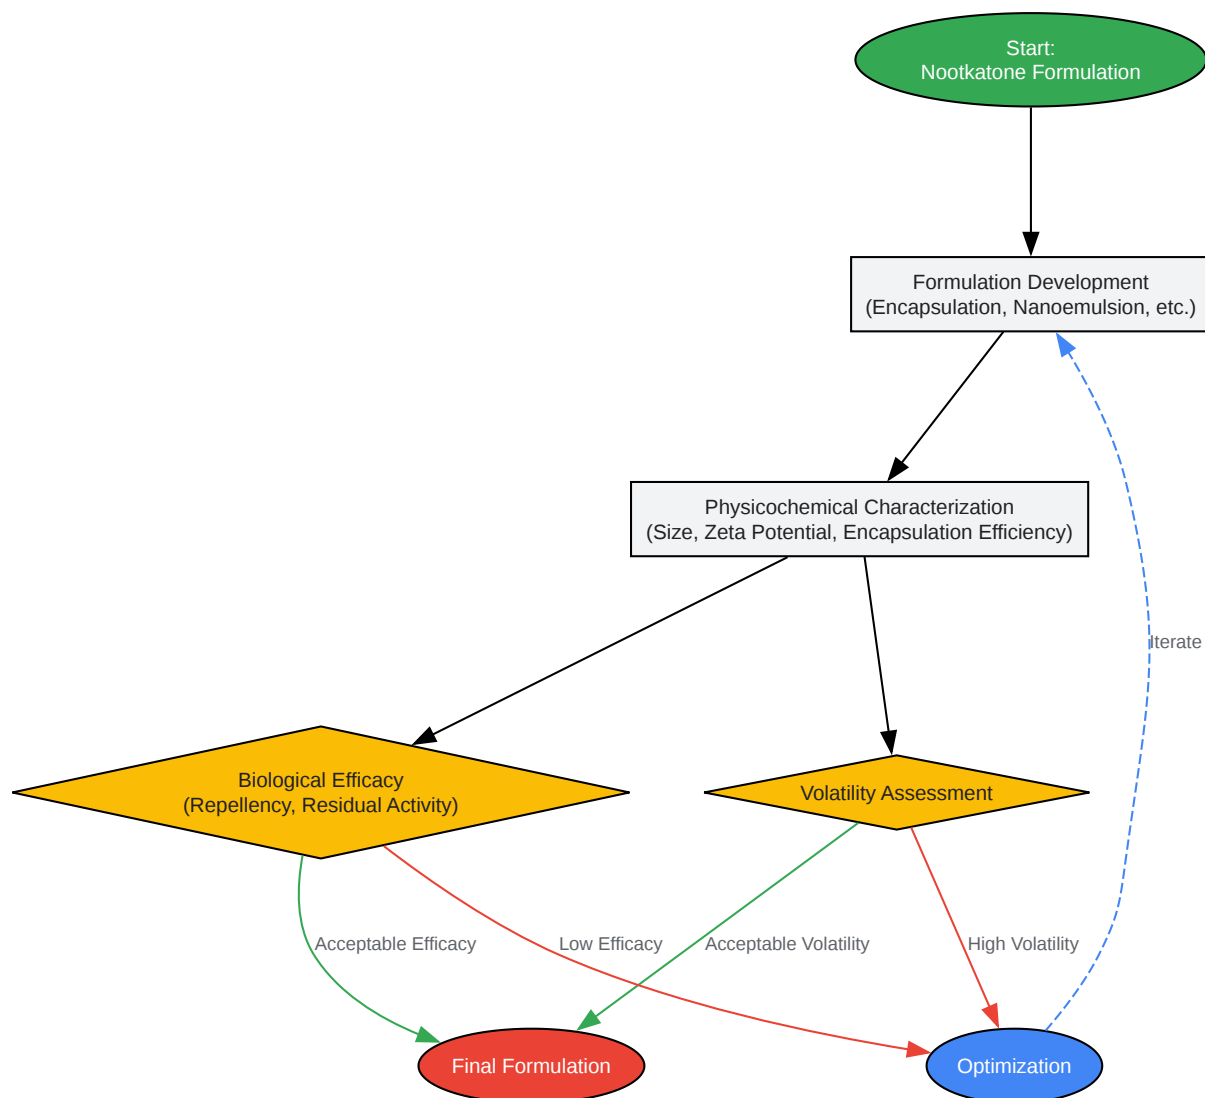 Start:
Nootkatone Formulation
Formulation Development
(Encapsulation, Nanoemulsion, etc.)
Physicochemical Characterization
(Size, Zeta Potential, Encapsulation Efficiency)
Iterate
Biological Efficacy
(Repellency, Residual Activity)
Volatility Assessment
Acceptable Efficacy
Low Efficacy
Acceptable Volatility
High Volatility
Final Formulation
Optimization